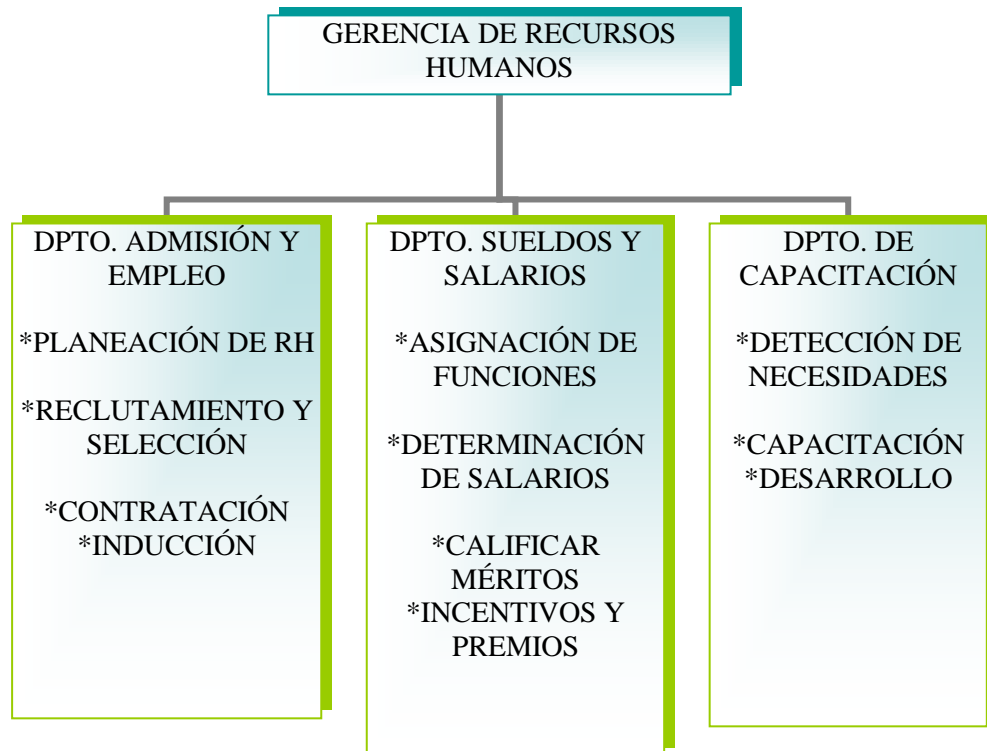 GERENCIA DE RECURSOS
HUMANOS
DPTO. ADMISIÓN Y
EMPLEO
*PLANEACIÓN DE RH
*RECLUTAMIENTO Y
SELECCIÓN
*CONTRATACIÓN
*INDUCCIÓN
DPTO. SUELDOS Y
SALARIOS
*ASIGNACIÓN DE
FUNCIONES
*DETERMINACIÓN
DE SALARIOS
*CALIFICAR
MÉRITOS
*INCENTIVOS Y
PREMIOS
DPTO. DE
CAPACITACIÓN
*DETECCIÓN DE
NECESIDADES
*CAPACITACIÓN
*DESARROLLO